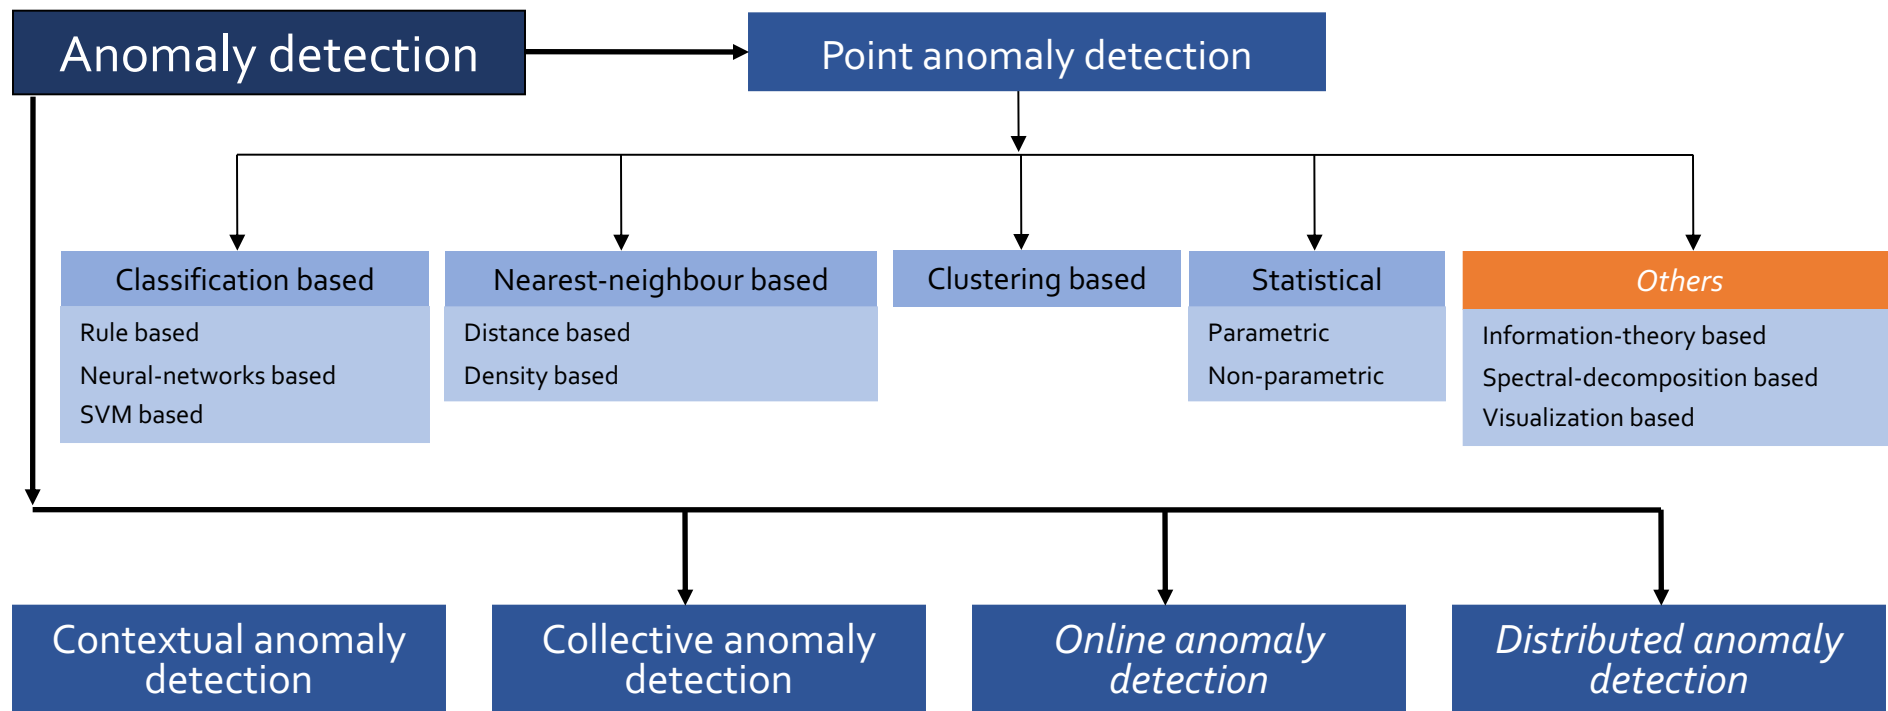 Anomaly detection
Point anomaly detection
Classification based
Rule based
Neural-networks based
SVM based
Nearest-neighbour based
Distance based
Density based
Clustering based
Statistical
Parametric
Non-parametric
Others
Information-theory based
Spectral-decomposition based
Visualization based
Contextual anomaly
detection
Collective anomaly
detection
Online anomaly
detection
Distributed anomaly
detection